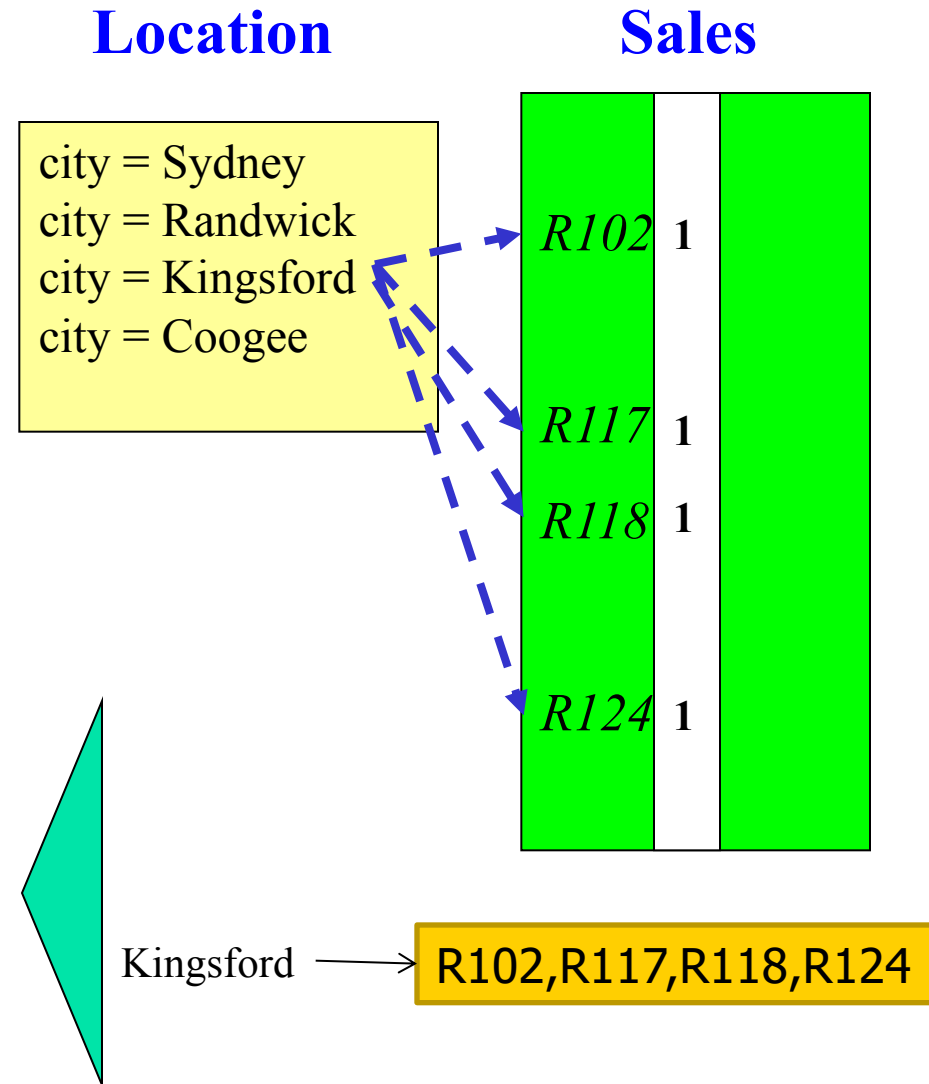 Location
Sales
city = Sydney
city = Randwick
city = Kingsford
city = Coogee
R102 1
R117 1
R118 1
R124 1
Kingsford
R102,R117,R118,R124